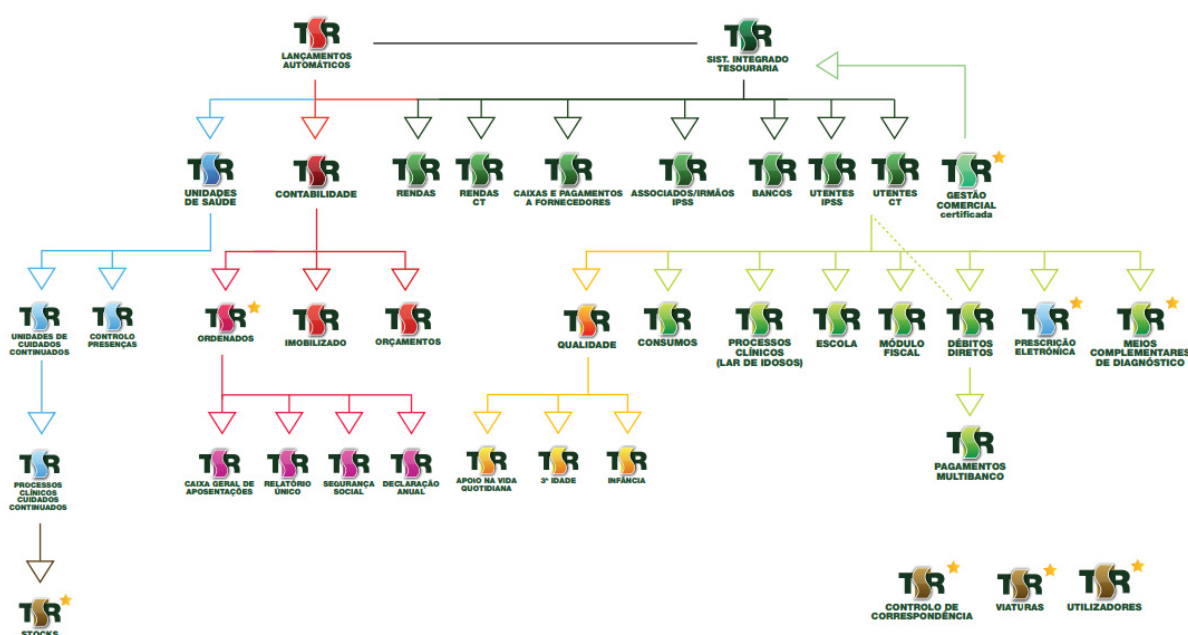 TSR
LANÇAMENTOS
AUTOMÁTICOS
TSR
SIST. INTEGRADO
TESOURARIA
TSR
UNIDADES
DE SAÚDE
TSR
CONTABILIDADE
TSR
RENDAS
TSR
RENDAS
CT
TSR
CAIXAS E PAGAMENTOS
A FORNECEDORES
TSR
ASSOCIADOS/IRMÃOS
IPSS
TSR
BANCOS
TSR
UTENTES
IPSS
TSR
UTENTES
CT
TSR
GESTÃO
COMERCIAL
certificada
TSR
UNIDADES DE
CUIDADOS
CONTINUADOS
TSR
CONTROLO
PRESENÇAS
TSR
ORDENADOS
TSR
IMOBILIZADO
TSR
ORÇAMENTOS
TSR
QUALIDADE
TSR
CONSUMOS
TSR
PROCESSOS
CLÍNICOS
(LAR DE IDOSOS)
TSR
ESCOLA
TSR
MÓDULO
FISCAL
TSR
DÉBITOS
DIRETOS
TSR
PRESCRIÇÃO
ELETRÓNICA
TSR
MEIOS
COMPLEMENTARES
DE DIAGNÓSTICO
TSR
PROCESSOS
CLÍNICOS
CUIDADOS
CONTINUADOS
TSR
CAIXA GERAL DE
APOSENTAÇÕES
TSR
RELATÓRIO
ÚNICO
TSR
SEGURANÇA
SOCIAL
TSR
DECLARAÇÃO
ANUAL
TSR
APOIO NA VIDA
QUOTIDIANA
TSR
3ª IDADE
TSR
INFÂNCIA
TSR
PAGAMENTOS
MULTIBANCO
TSR
STOCKS
TSR
CONTROLO DE
CORRESPONDÊNCIA
TSR
VIATURAS
TSR
UTILIZADORES